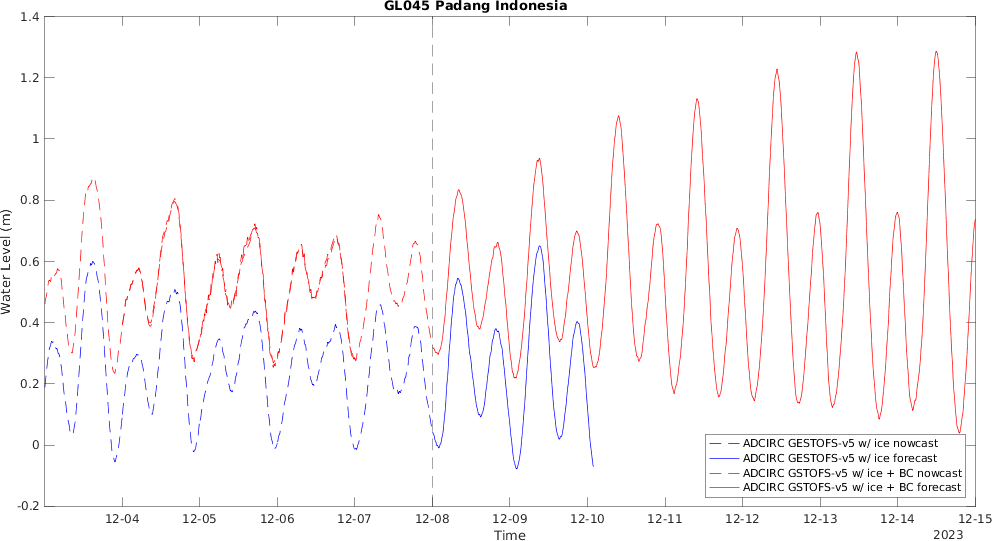 GL045 Padang Indonesia
1.4
1.2
1
0.8
0.6
0.4
0.2
0
-0.2
Water Level (m)
ADCIRC GESTOFS-v5 w/ ice nowcast
ADCIRC GESTOFS-v5 w/ ice forecast
ADCIRC GSTOFS-v5 w/ ice + BC nowcast
ADCIRC GSTOFS-v5 w/ ice + BC forecast
12-04 12-05 12-06 12-07 12-08 12-09 12-10 12-11 12-12 12-13 12-14 12-15
Time
2023